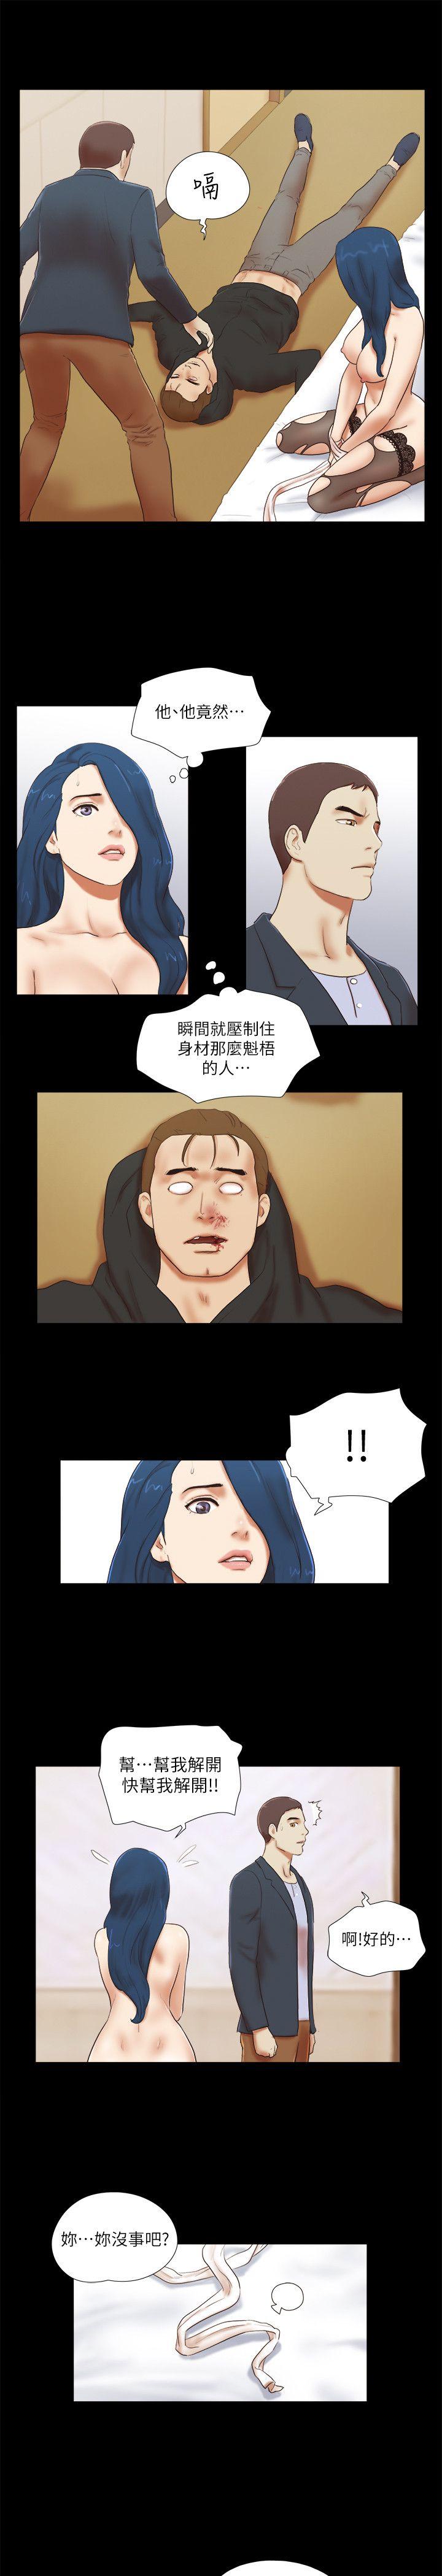 嗝
他、他竟然…
瞬間就壓制住
身材那麼魁梧
的人…
!!
幫…幫我解開
快幫我解開!!
啊!好的…
妳…妳沒事吧?